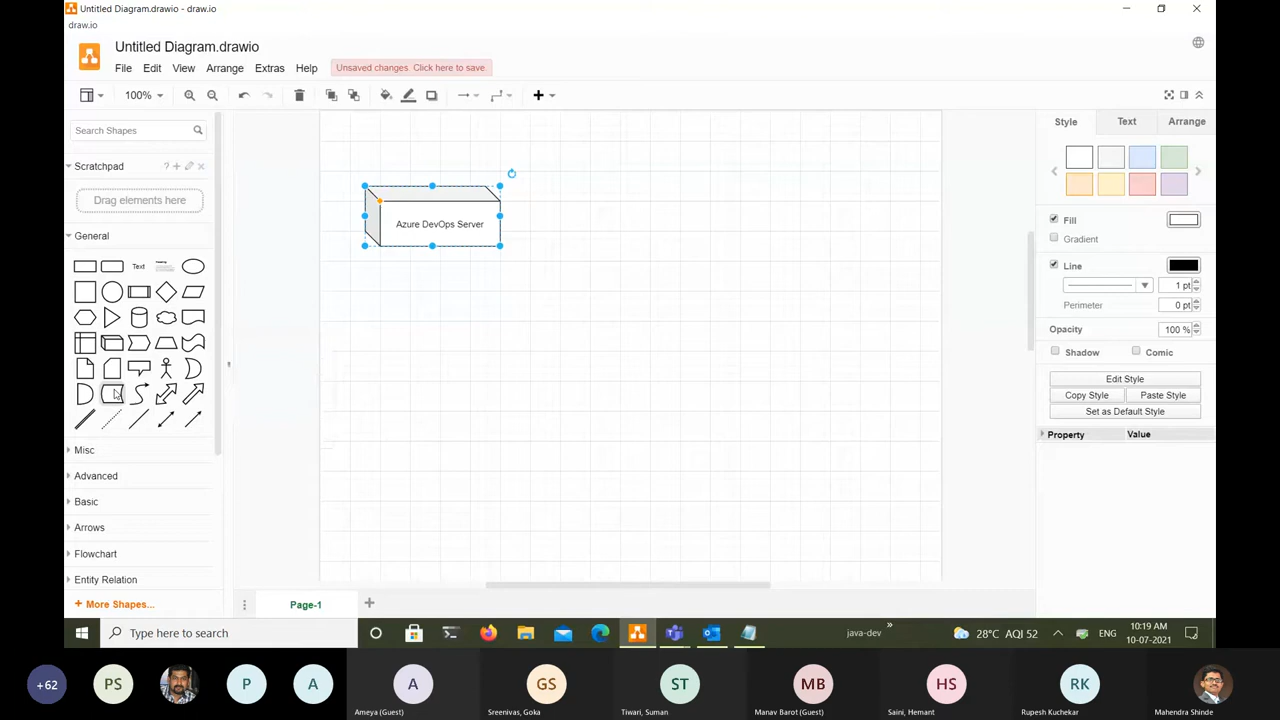 Untitled Diagram.drawio - draw.io
draw.io
Untitled Diagram.drawio
File Edit View Arrange Extras Help Unsaved changes. Click here to save.
100%
Search Shapes
Scratchpad ?
Drag elements here
General
Text
Misc
Advanced
Basic
Arrows
Flowchart
Entity Relation
+ More Shapes...
Azure DevOps Server
Style Text Arrange
Fill
Gradient
Line
1 pt
Perimeter 0 pt
Opacity 100 %
Shadow Comic
Edit Style
Copy Style Paste Style
Set as Default Style
Property Value
Page-1
Type here to search
java-dev
28°C AQI 52
ENG
10:19 AM
10-07-2021
+62 PS P A A GS ST MB HS RK
Ameya (Guest) Sreenivas, Goka Tiwari, Suman Manav Barot (Guest) Saini, Hemant Rupesh Kuchekar Mahendra Shinde